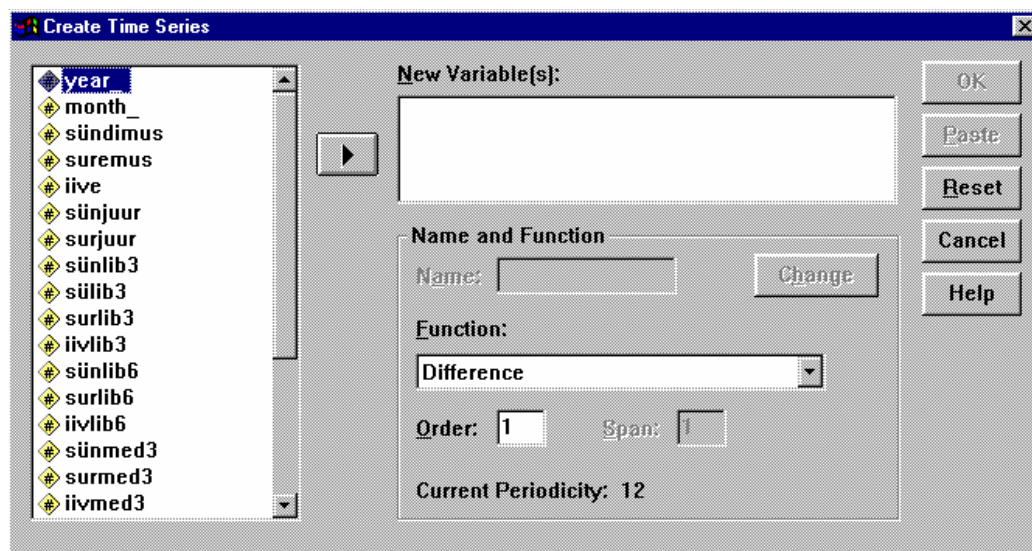 Create Time Series
year_
month_
sündimus
suremus
iive
sünjuur
surjuur
sünlib3
sülib3
surlib3
iivlib3
sünlib6
surlib6
iivlib6
sünmed3
surmed3
iivmed3
New Variable(s):
Name and Function
Name:
Change
Function:
Difference
Order: 1
Span: 1
Current Periodicity: 12
OK
Paste
Reset
Cancel
Help